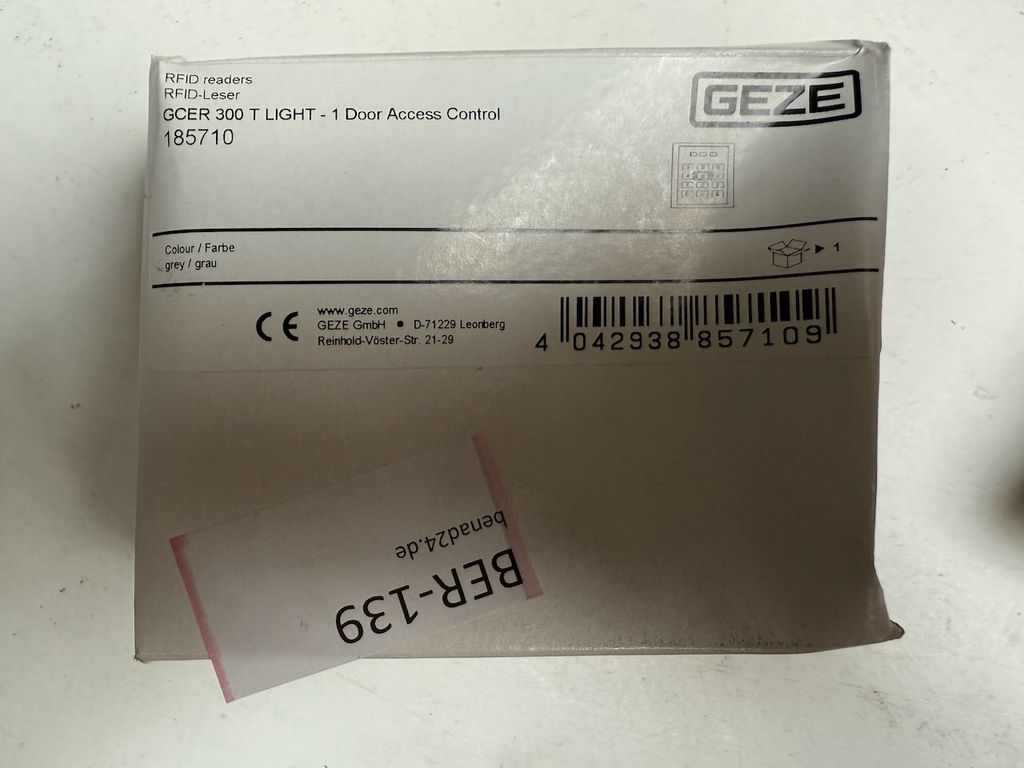 RFID readers
RFID-Leser
GCER 300 T LIGHT - 1 Door Access Control
185710
GEZE
Colour / Farbe
grey / grau
1
CE
www.geze.com
GEZE GmbH • D-71229 Leonberg
Reinhold-Vöster-Str. 21-29
4 042938 857109
benad24.de
BER-139